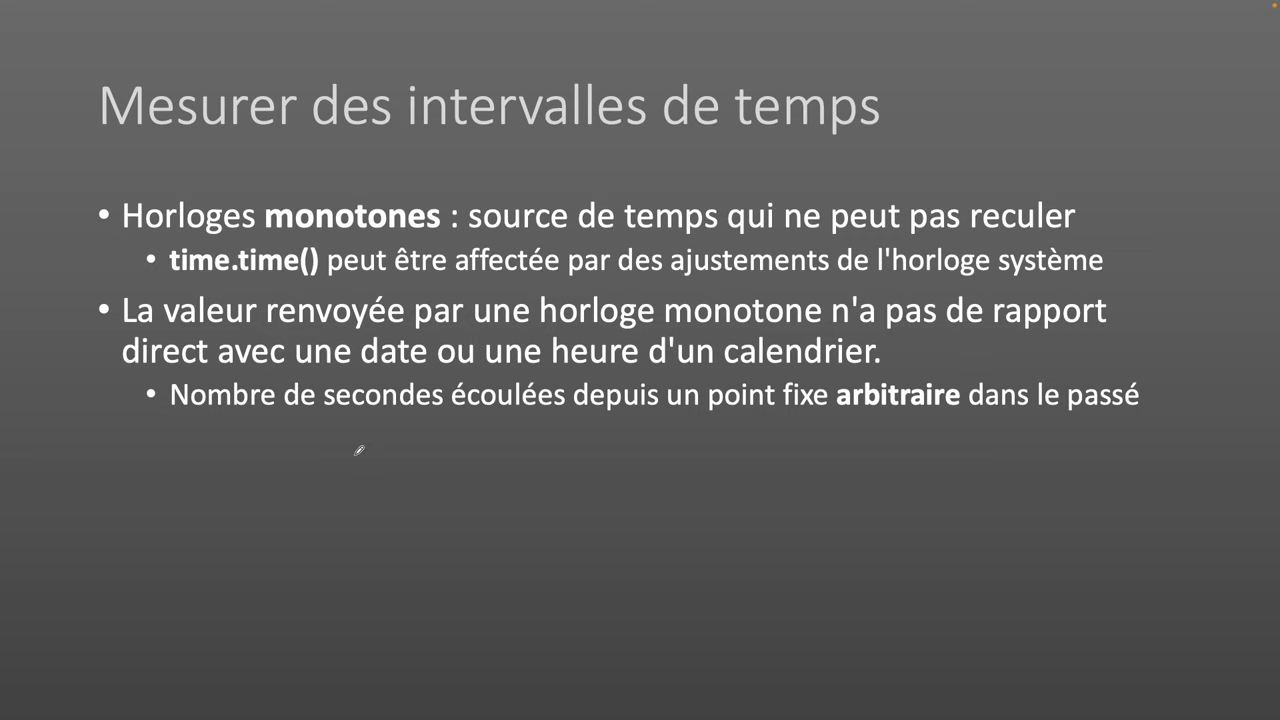 Mesurer des intervalles de temps
• Horloges monotones : source de temps qui ne peut pas reculer
• time.time() peut être affectée par des ajustements de l'horloge système
• La valeur renvoyée par une horloge monotone n'a pas de rapport
direct avec une date ou une heure d'un calendrier.
• Nombre de secondes écoulées depuis un point fixe arbitraire dans le passé